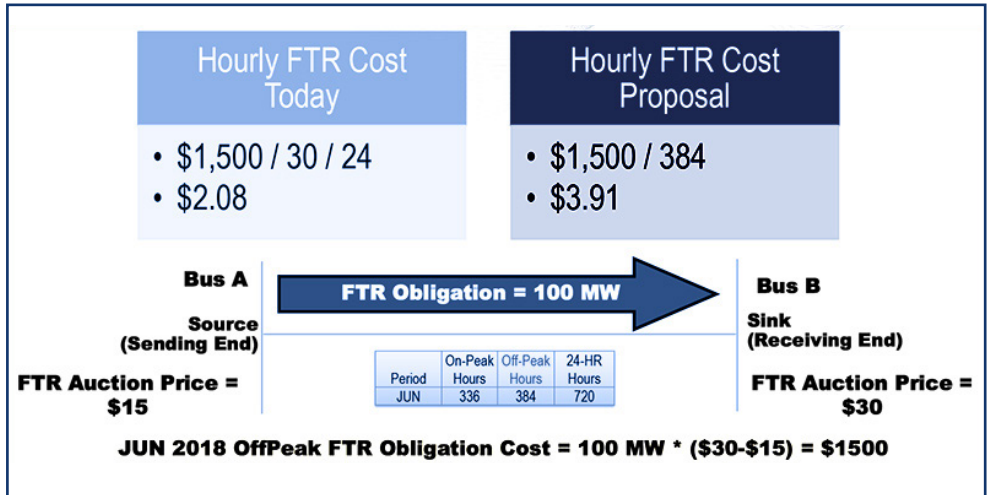 Hourly FTR Cost
Today
• $1,500 / 30 / 24
• $2.08
Hourly FTR Cost
Proposal
• $1,500 / 384
• $3.91
Bus A
FTR Obligation = 100 MW
Bus B
Source
(Sending End)
Sink
(Receiving End)
FTR Auction Price =
$15
Period On-Peak Hours Off-Peak Hours 24-HR Hours
JUN 336 384 720
FTR Auction Price =
$30
JUN 2018 OffPeak FTR Obligation Cost = 100 MW * ($30-$15) = $1500